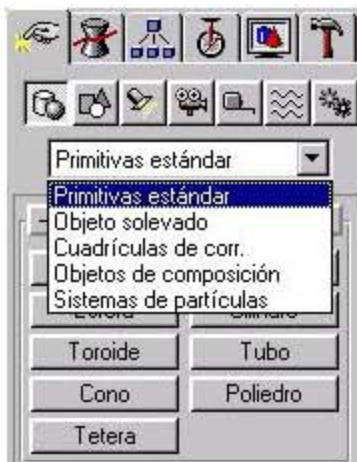 Primitivas estándar
Primitivas estándar
Objeto solevado
Cuadrículas de corr.
Objetos de composición
Sistemas de partículas
Toroide Tubo
Cono Poliedro
Tetera